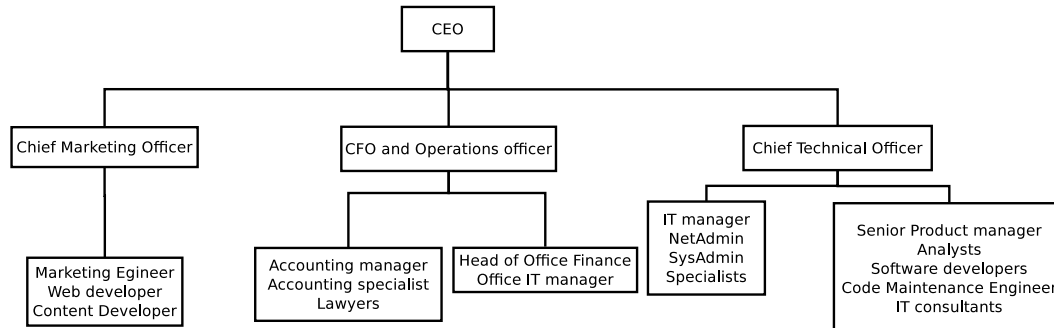 CEO
Chief Marketing Officer
CFO and Operations officer
Chief Technical Officer
Marketing Egineer
Web developer
Content Developer
Accounting manager
Accounting specialist
Lawyers
Head of Office Finance
Office IT manager
IT manager
NetAdmin
SysAdmin
Specialists
Senior Product manager
Analysts
Software developers
Code Maintenance Engineer
IT consultants